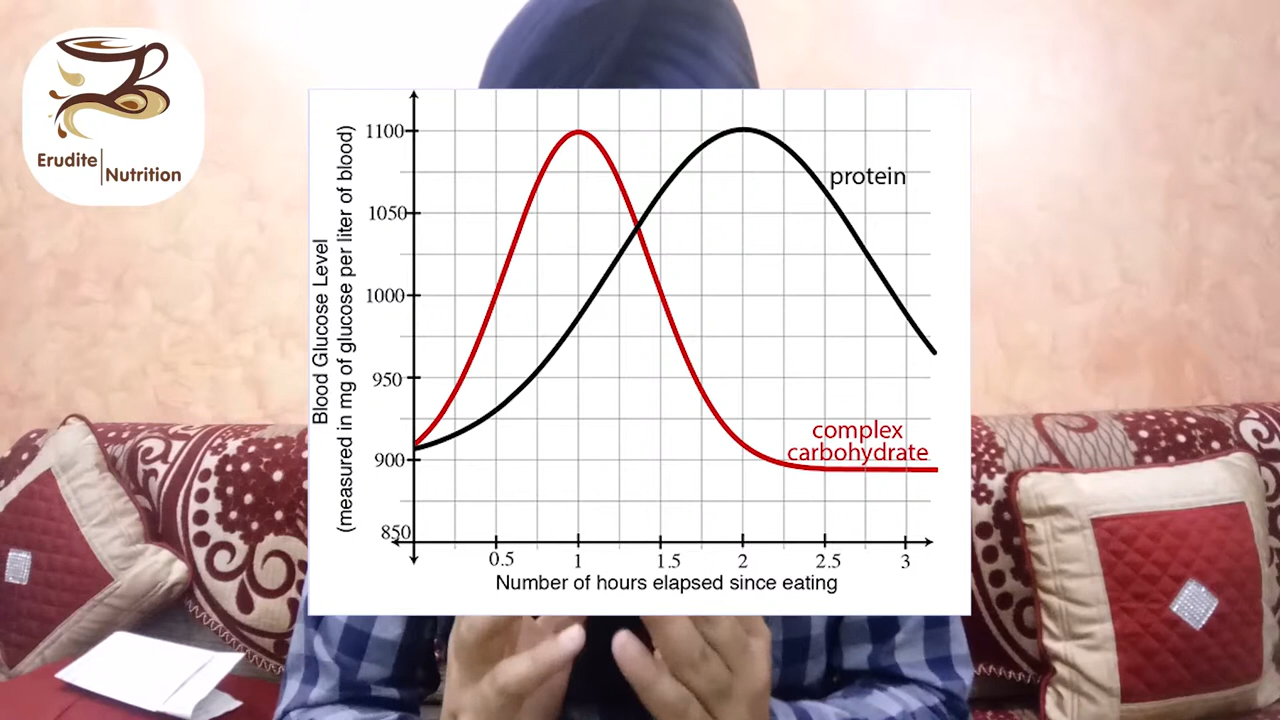 Erudite
Nutrition
Blood Glucose Level
(measured in mg of glucose per liter of blood)
1100
1050
1000
950
900
850
0.5
1
1.5
2
2.5
3
Number of hours elapsed since eating
protein
complex
carbohydrate